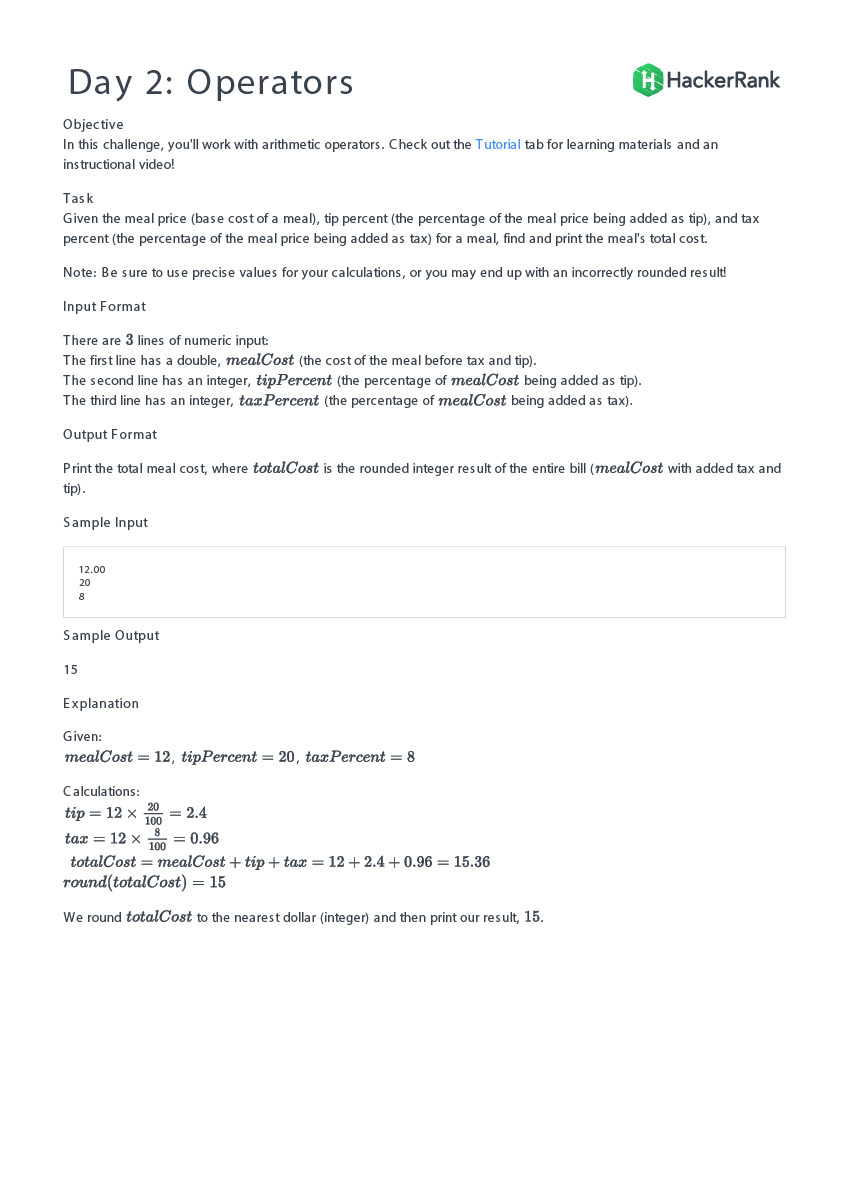 Day 2: Operators
HackerRank
Objective
In this challenge, you'll work with arithmetic operators. Check out the Tutorial tab for learning materials and an
instructional video!
Task
Given the meal price (base cost of a meal), tip percent (the percentage of the meal price being added as tip), and tax
percent (the percentage of the meal price being added as tax) for a meal, find and print the meal's total cost.
Note: Be sure to use precise values for your calculations, or you may end up with an incorrectly rounded result!
Input Format
There are 3 lines of numeric input:
The first line has a double, mealCost (the cost of the meal before tax and tip).
The second line has an integer, tipPercent (the percentage of mealCost being added as tip).
The third line has an integer, taxPercent (the percentage of mealCost being added as tax).
Output Format
Print the total meal cost, where totalCost is the rounded integer result of the entire bill (mealCost with added tax and
tip).
Sample Input
12.00
20
8
Sample Output
15
Explanation
Given:
mealCost = 12, tipPercent = 20, taxPercent = 8
Calculations:
tip = 12 × 20/100 = 2.4
tax = 12 × 8/100 = 0.96
totalCost = mealCost + tip + tax = 12 + 2.4 + 0.96 = 15.36
round(totalCost) = 15
We round totalCost to the nearest dollar (integer) and then print our result, 15.